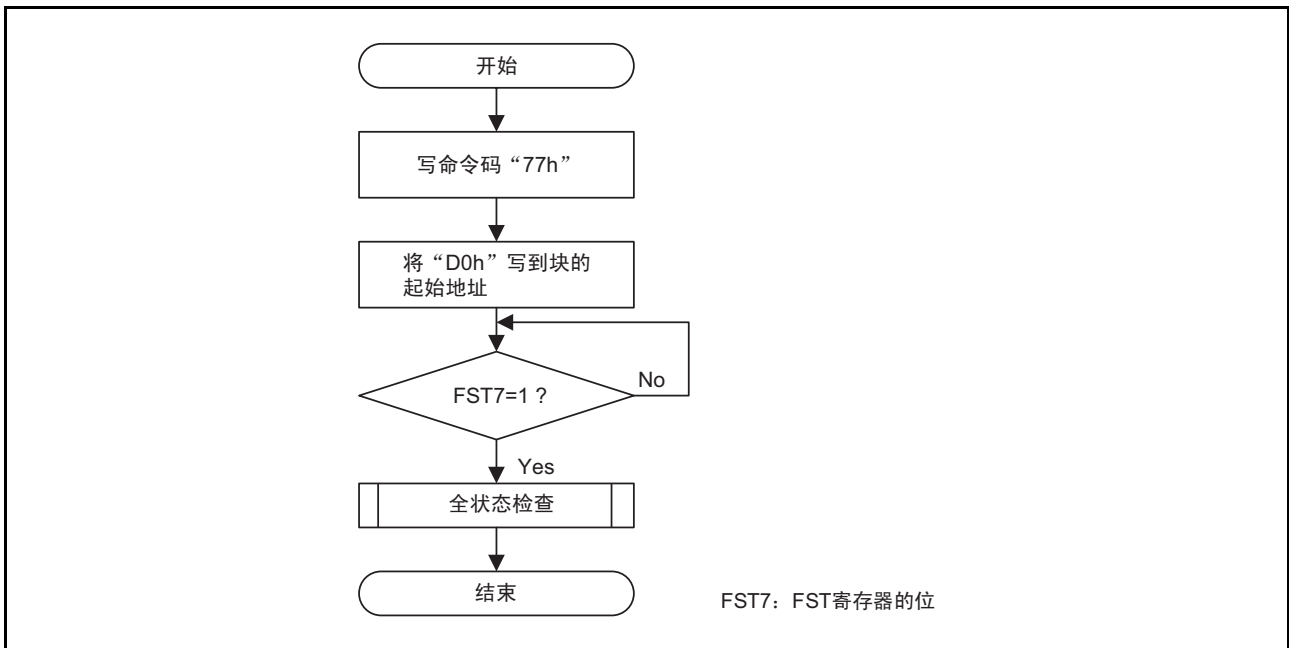 开始
写命令码“77h”
将“D0h”写到块的
起始地址
FST7=1 ?
No
Yes
全状态检查
结束
FST7：FST寄存器的位